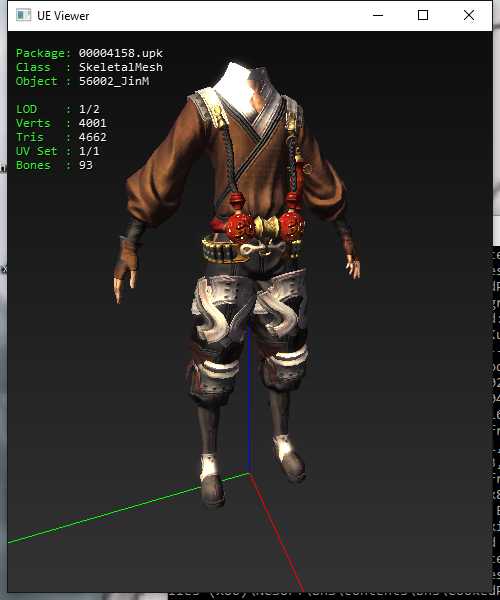 UE Viewer
Package: 00004158.upk
Class  : SkeletalMesh
Object : 56002_JinM
LOD    : 1/2
Verts  : 4001
Tris   : 4662
UV Set : 1/1
Bones  : 93